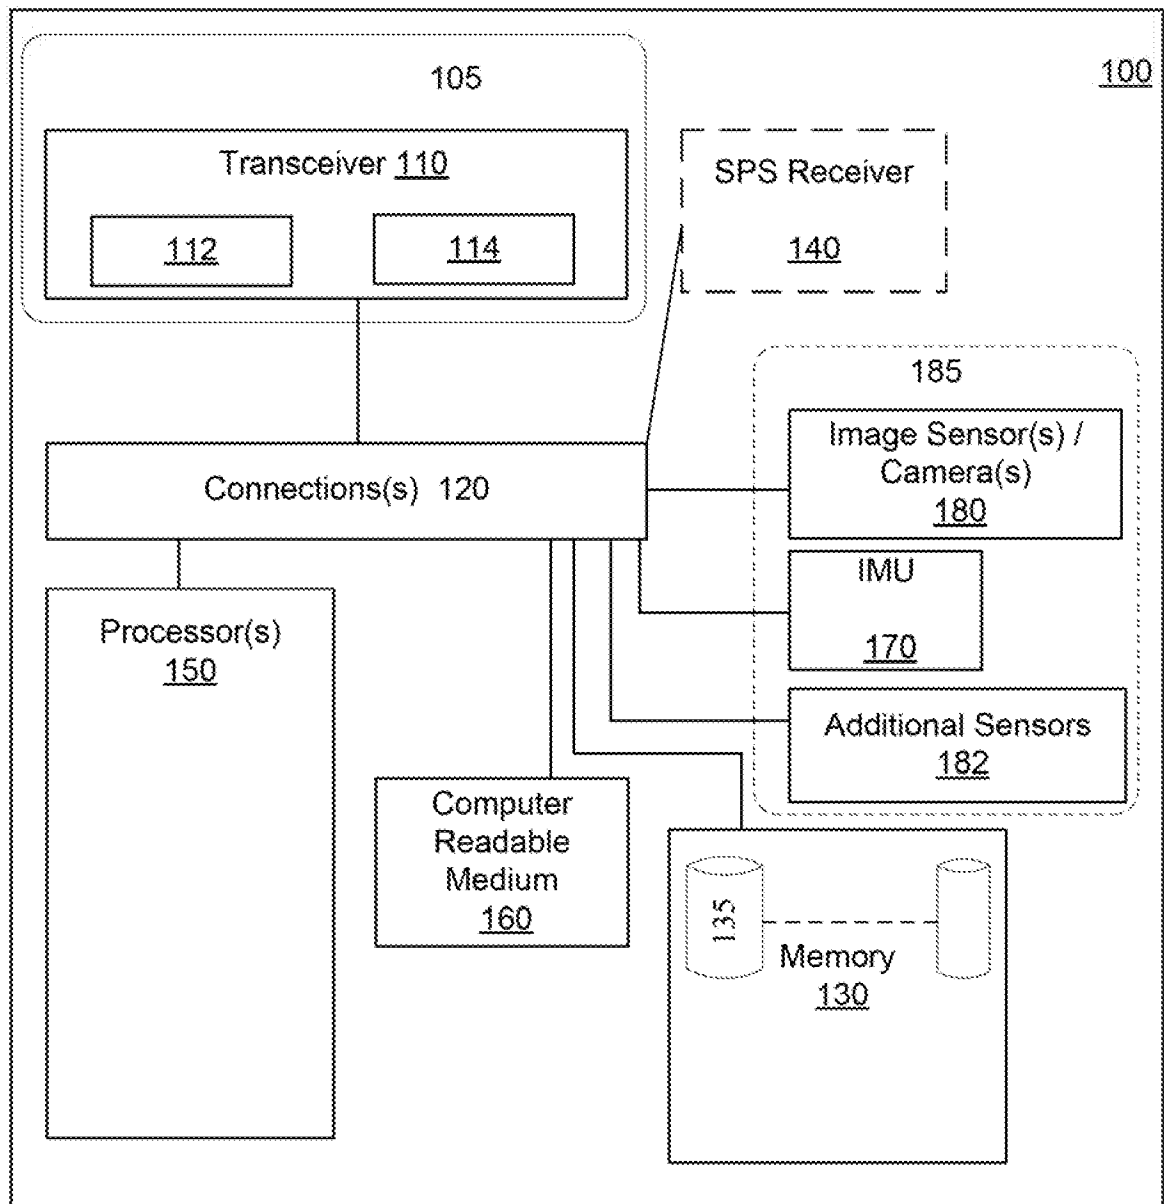 105
100
Transceiver 110
112
114
SPS Receiver
140
185
Image Sensor(s) /
Camera(s)
180
Connections(s) 120
IMU
170
Processor(s)
150
Additional Sensors
182
Computer
Readable
Medium
160
135
Memory
130